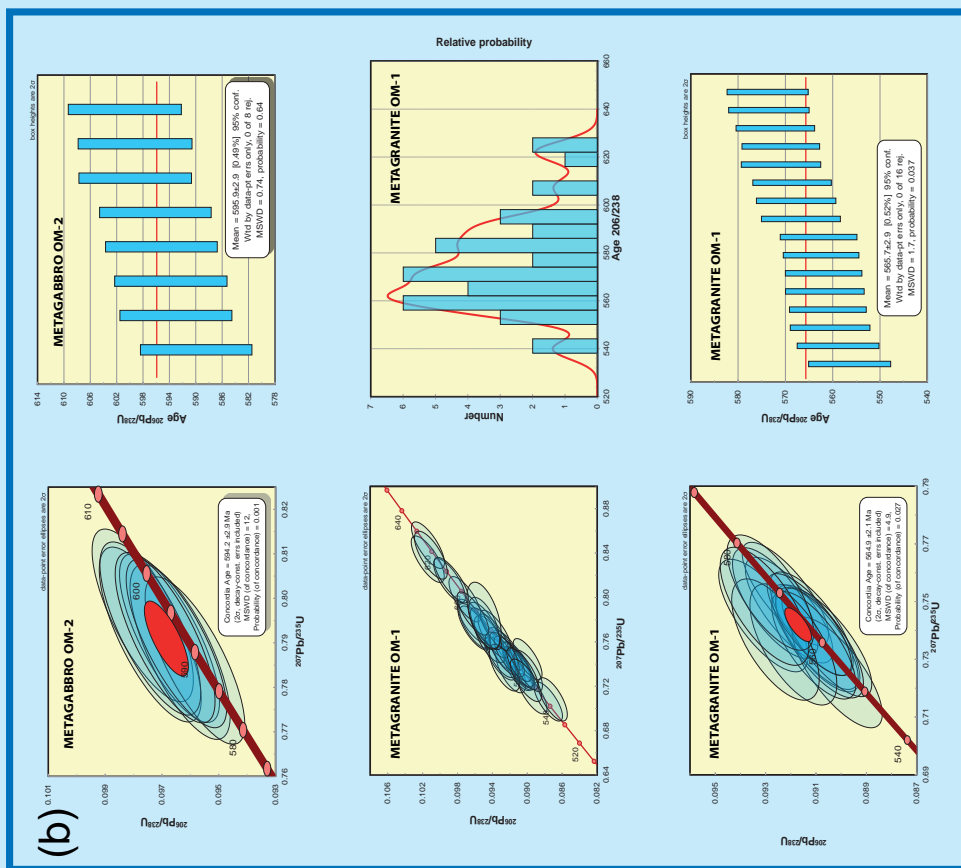 (b)
data-point error ellipses are 2σ
METAGABBRO OM-2
0.101
0.099
0.097
0.095
0.093
206Pb/238U
0.76
0.77
0.78
0.79
0.80
0.81
0.82
207Pb/235U
580
590
600
610
Concordia Age = 594.2 ±2.9 Ma
(2σ, decay-const. errs included)
MSWD (of concordance) = 12,
Probability (of concordance) = 0.001
box heights are 2σ
METAGABBRO OM-2
614
610
606
602
598
594
590
586
582
578
Age 206Pb/238U
Mean = 595.9±2.9 [0.49%] 95% conf.
Wtd by data-pt errs only, 0 of 8 rej.
MSWD = 0.74, probability = 0.64
data-point error ellipses are 2σ
METAGRANITE OM-1
0.106
0.102
0.098
0.094
0.090
0.086
0.082
206Pb/238U
0.64
0.68
0.72
0.76
0.80
0.84
0.88
207Pb/235U
520
540
640
METAGRANITE OM-1
7
6
5
4
3
2
1
0
Number
520
540
560
580
600
620
640
660
Age 206/238
Relative probability
data-point error ellipses are 2σ
METAGRANITE OM-1
0.095
0.093
0.091
0.089
0.087
206Pb/238U
0.69
0.71
0.73
0.75
0.77
0.79
207Pb/235U
540
560
580
Concordia Age = 564.9 ±2.1 Ma
(2σ, decay-const. errs included)
MSWD (of concordance) = 4.9,
Probability (of concordance) = 0.027
box heights are 2σ
METAGRANITE OM-1
590
580
570
560
550
540
Age 206Pb/238U
Mean = 565.7±2.9 [0.52%] 95% conf.
Wtd by data-pt errs only, 0 of 16 rej.
MSWD = 1.7, probability = 0.037